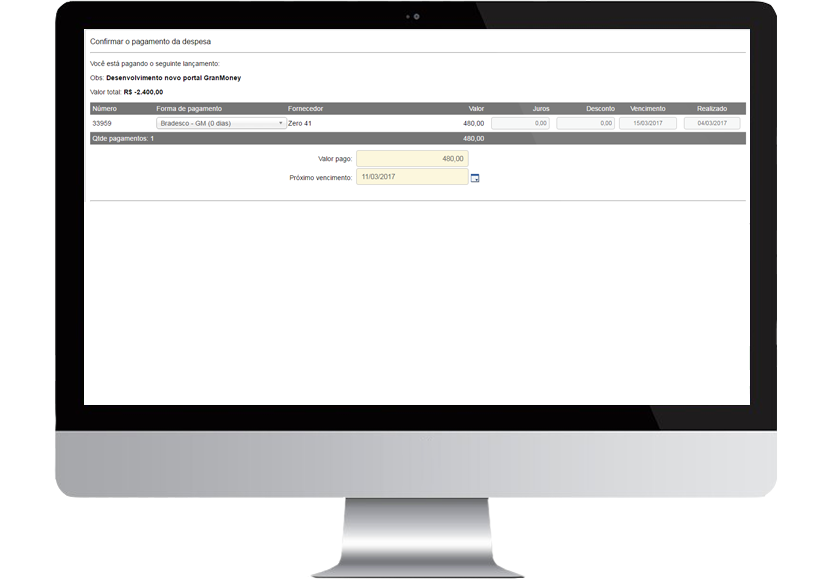 Confirmar o pagamento da despesa
Você está pagando o seguinte lançamento:
Obs: Desenvolvimento novo portal GranMoney
Valor total: R$ -2.400,00
Número Forma de pagamento Fornecedor Valor Juros Desconto Vencimento Realizado
33959 Bradesco - GM (0 dias) Zero 41 480,00 0,00 0,00 15/03/2017 04/03/2017
Qtde pagamentos: 1 480,00
Valor pago: 480,00
Próximo vencimento: 11/03/2017